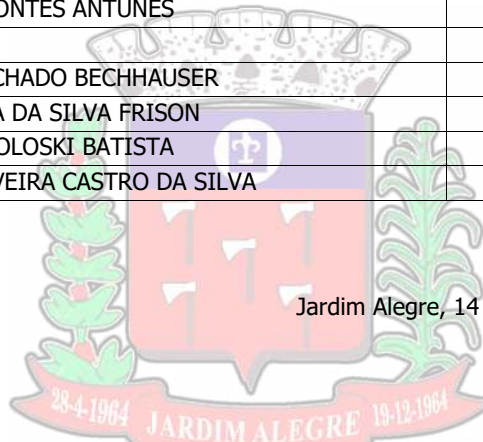 ONTES ANTUNES
CHADO BECHHAUSER
A DA SILVA FRISON
OLOSKI BATISTA
VEIRA CASTRO DA SILVA
Jardim Alegre, 14
28-4-1964 JARDIM ALEGRE 19-12-1964